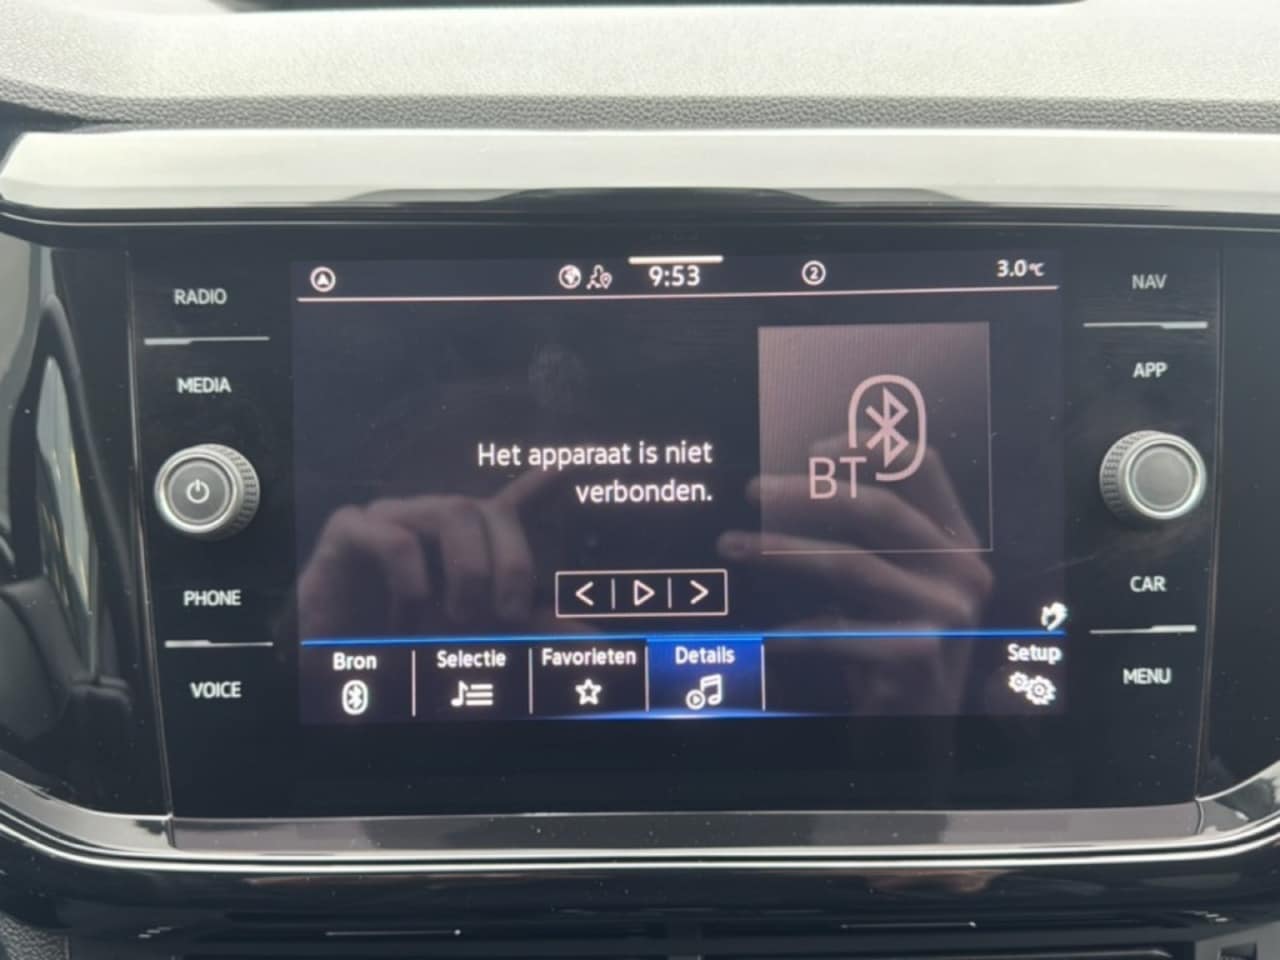 9:53
2
3.0°C
RADIO
MEDIA
PHONE
VOICE
Het apparaat is niet
verbonden.
BT
Bron
Selectie
Favorieten
Details
Setup
NAV
APP
CAR
MENU